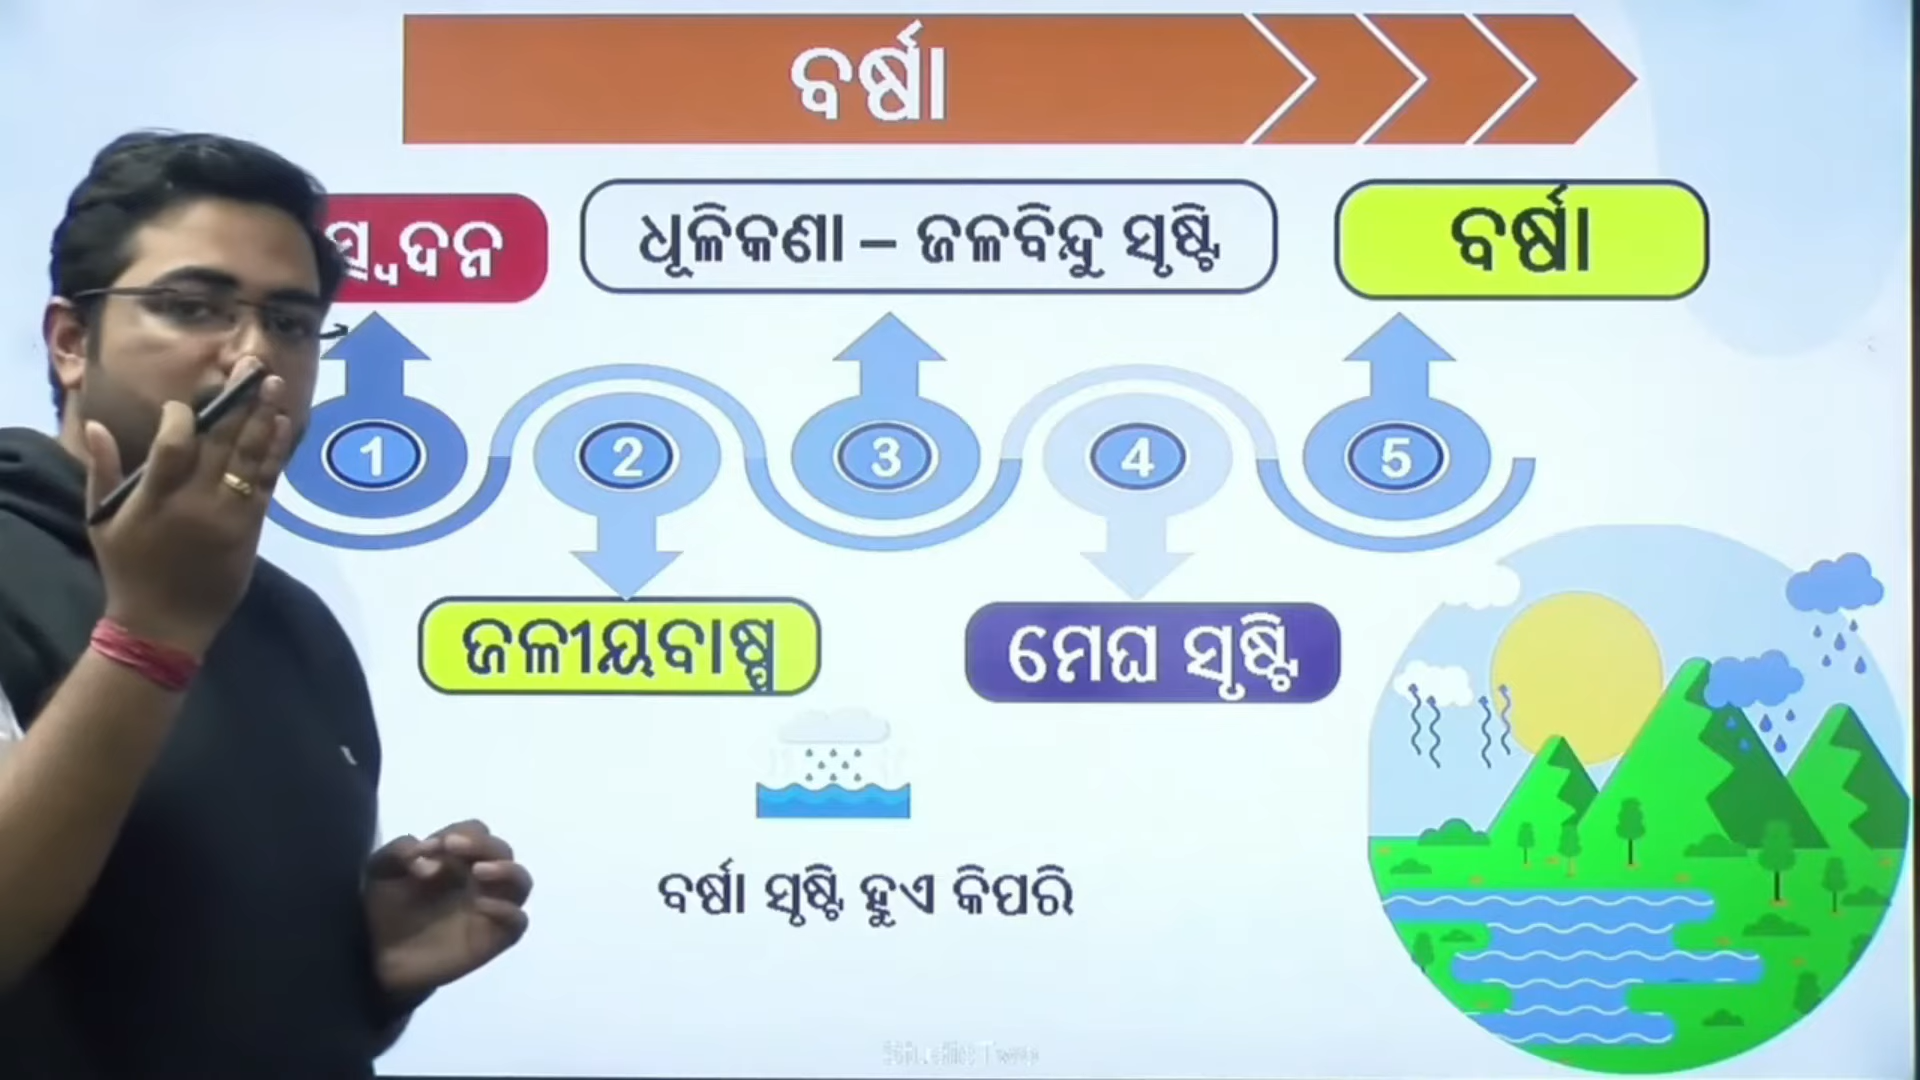 ବର୍ଷା
ଧୂଳିକଣା – ଜଳବିନ୍ଦୁ ସୃଷ୍ଟି
ବର୍ଷା
1 2 3 4 5
ଜଳୀୟବାଷ୍ପ
ମେଘ ସୃଷ୍ଟି
ବର୍ଷା ସୃଷ୍ଟି ହୁଏ କିପରି